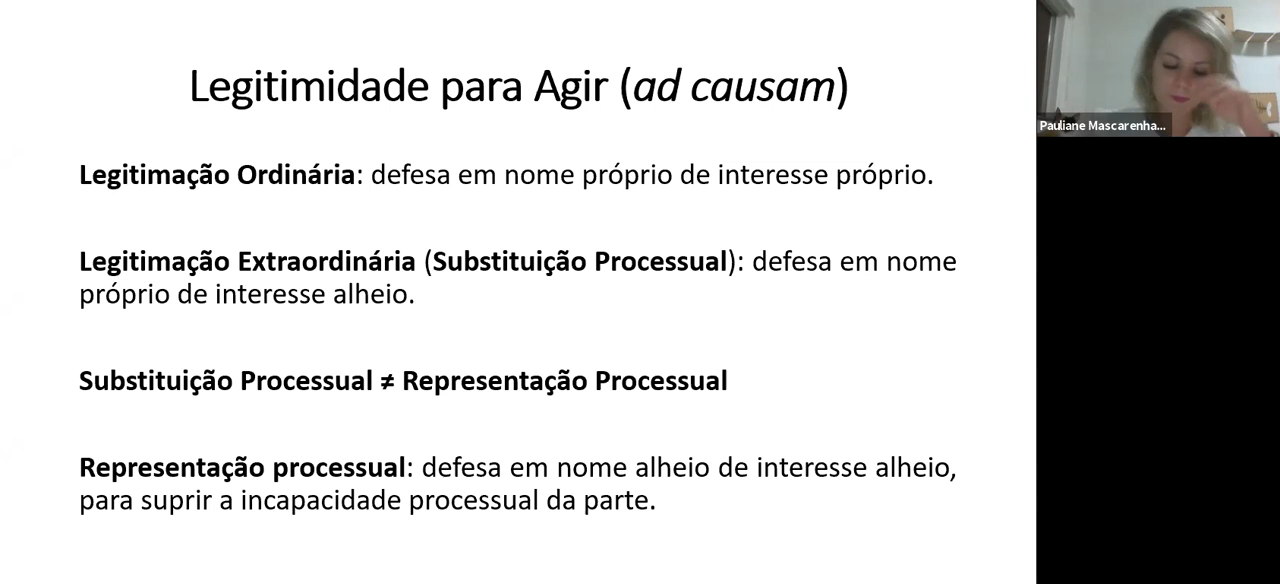 Legitimidade para Agir (ad causam)
Legitimação Ordinária: defesa em nome próprio de interesse próprio.
Legitimação Extraordinária (Substituição Processual): defesa em nome
próprio de interesse alheio.
Substituição Processual ≠ Representação Processual
Representação processual: defesa em nome alheio de interesse alheio,
para suprir a incapacidade processual da parte.
Pauliane Mascarenha...